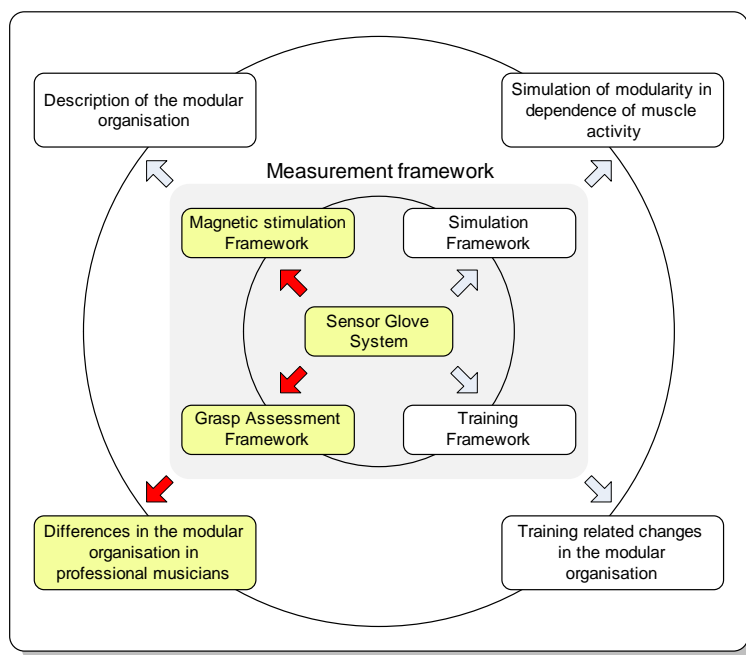 Description of the modular
organisation
Simulation of modularity in
dependence of muscle
activity
Measurement framework
Magnetic stimulation
Framework
Simulation
Framework
Sensor Glove
System
Grasp Assessment
Framework
Training
Framework
Differences in the modular
organisation in
professional musicians
Training related changes
in the modular
organisation